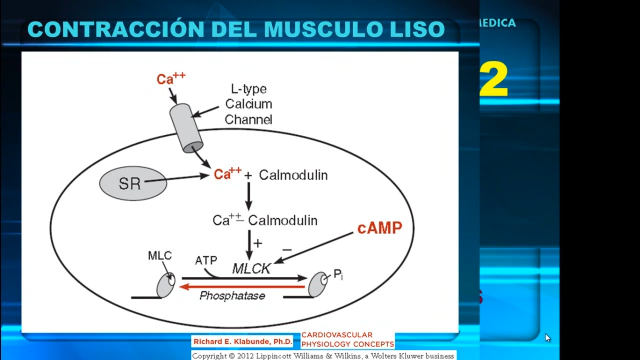 CONTRACCIÓN DEL MUSCULO LISO
MEDICA
2
Ca++
L-type
Calcium
Channel
SR
Ca++ + Calmodulin
Ca++– Calmodulin
cAMP
+
–
MLC
ATP
MLCK
Pi
Phosphatase
Richard E. Klabunde, Ph.D.
CARDIOVASCULAR
PHYSIOLOGY CONCEPTS
Copyright © 2012 Lippincott Williams & Wilkins, a Wolters Kluwer business